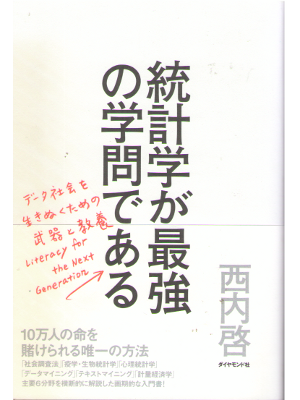 統計学が最強
の学問である
データ社会を
生きぬくための
武器と教養
Literacy for
the Next
Generation
西内啓
ダイヤモンド社
10万人の命を
賭けられる唯一の方法
「社会調査法」「疫学・生物統計学」「心理統計学」
「データマイニング」「テキストマイニング」「計量経済学」
主要6分野を横断的に解説した画期的な入門書!